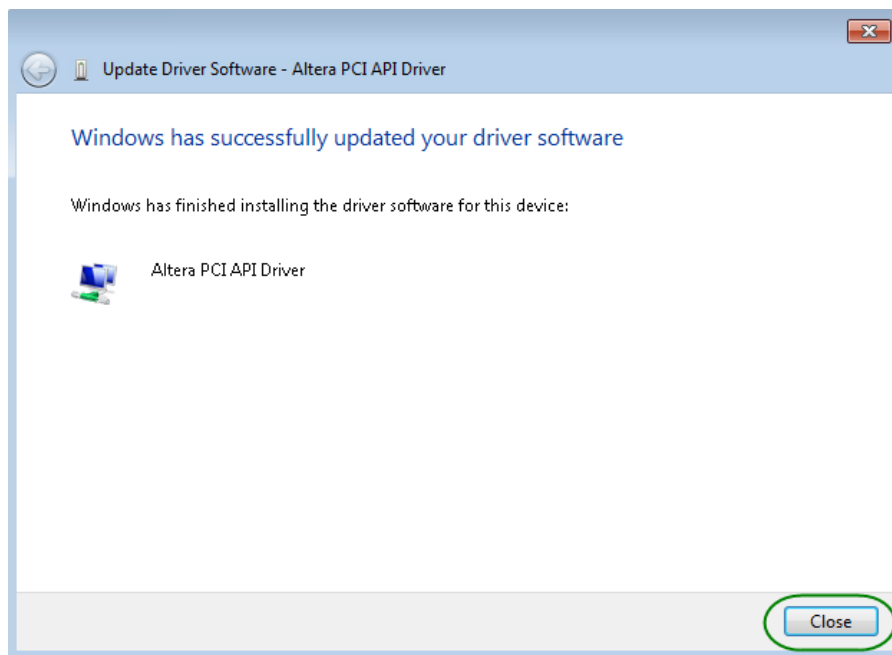 Update Driver Software - Altera PCI API Driver
Windows has successfully updated your driver software
Windows has finished installing the driver software for this device:
Altera PCI API Driver
Close